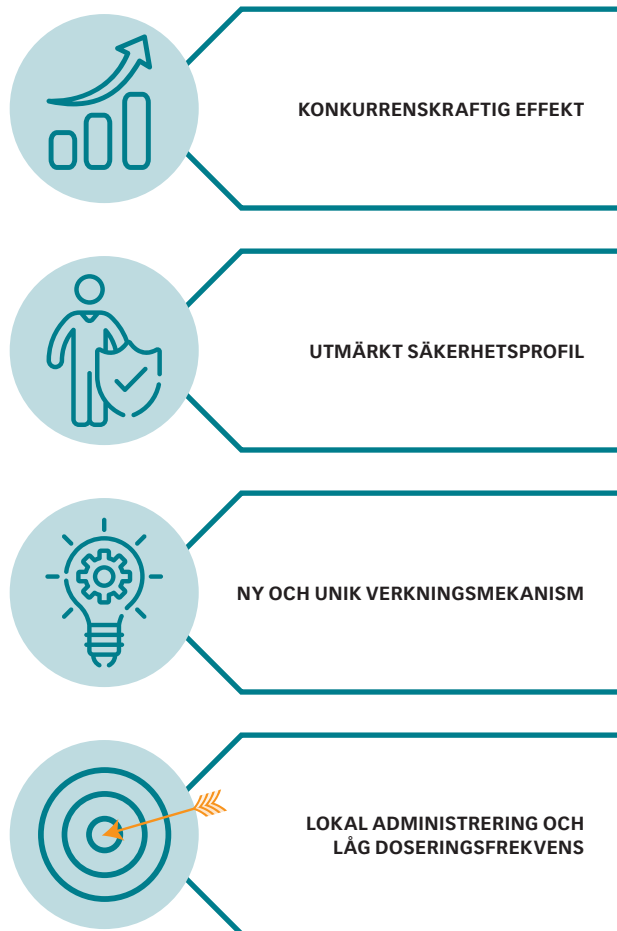 KONKURRENSKRAFTIG EFFEKT
UTMÄRKT SÄKERHETSPROFIL
NY OCH UNIK VERKNINGSMEKANISM
LOKAL ADMINISTRERING OCH
LÅG DOSERINGSFREKVENS